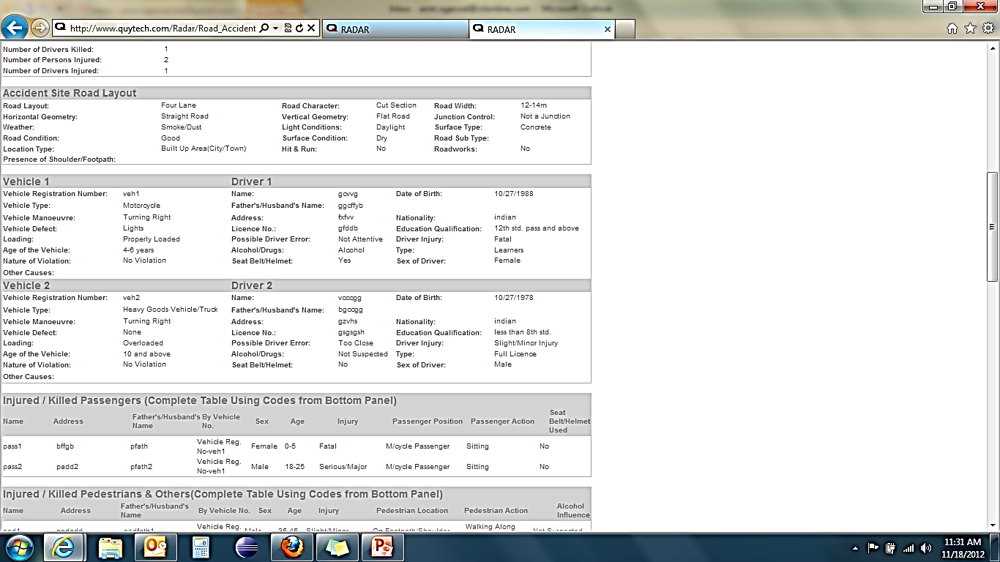 http://www.quytech.com/Radar/Road_Accident
RADAR
RADAR
Number of Drivers Killed: 1
Number of Persons Injured: 2
Number of Drivers Injured: 1
Accident Site Road Layout
Road Layout: Four Lane Road Character: Cut Section Road Width: 12-14m
Horizontal Geometry: Straight Road Vertical Geometry: Flat Road Junction Control: Not a Junction
Weather: Smoke/Dust Light Conditions: Daylight Surface Type: Concrete
Road Condition: Good Surface Condition: Dry Road Sub Type:
Location Type: Built Up Area(City/Town) Hit & Run: No Roadworks: No
Presence of Shoulder/Footpath:
Vehicle 1 Driver 1
Vehicle Registration Number: veh1 Name: gcvvg Date of Birth: 10/27/1988
Vehicle Type: Motorcycle Father's/Husband's Name: ggcffyb
Vehicle Manoeuvre: Turning Right Address: fxfvv Nationality: indian
Vehicle Defect: Lights Licence No.: gfddb Education Qualification: 12th std. pass and above
Loading: Properly Loaded Possible Driver Error: Not Attentive Driver Injury: Fatal
Age of the Vehicle: 4-6 years Alcohol/Drugs: Alcohol Type: Learners
Nature of Violation: No Violation Seat Belt/Helmet: Yes Sex of Driver: Female
Other Causes:
Vehicle 2 Driver 2
Vehicle Registration Number: veh2 Name: vcccgg Date of Birth: 10/27/1978
Vehicle Type: Heavy Goods Vehicle/Truck Father's/Husband's Name: bgccgg
Vehicle Manoeuvre: Turning Right Address: gzvhs Nationality: indian
Vehicle Defect: None Licence No.: gsgsgsh Education Qualification: less than 8th std.
Loading: Overloaded Possible Driver Error: Too Close Driver Injury: Slight/Minor Injury
Age of the Vehicle: 10 and above Alcohol/Drugs: Not Suspected Type: Full Licence
Nature of Violation: No Violation Seat Belt/Helmet: No Sex of Driver: Male
Other Causes:
Injured / Killed Passengers (Complete Table Using Codes from Bottom Panel)
Name Address Father's/Husband's Name By Vehicle No. Sex Age Injury Passenger Position Passenger Action Seat Belt/Helmet Used
pass1 bffgb pfath Vehicle Reg. No-veh1 Female 0-5 Fatal M/cycle Passenger Sitting No
pass2 padd2 pfath2 Vehicle Reg. No-veh1 Male 18-25 Serious/Major M/cycle Passenger Sitting No
Injured / Killed Pedestrians & Others(Complete Table Using Codes from Bottom Panel)
Name Address Father's/Husband's Name By Vehicle No. Sex Age Injury Pedestrian Location Pedestrian Action Alcohol Influence
Vehicle Reg. Male Slight/Minor On Footpath/Shoulder Walking Along Not Suspected
11:31 AM
11/18/2012